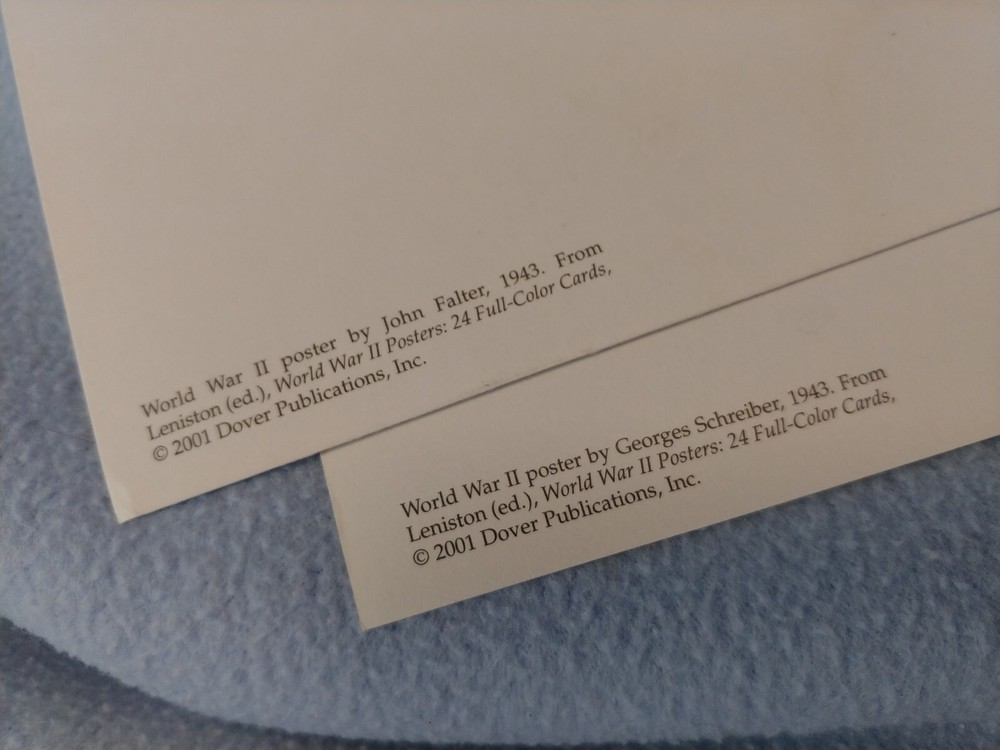 World War II poster by John Falter, 1943. From
Leniston (ed.), World War II Posters: 24 Full-Color Cards,
© 2001 Dover Publications, Inc.
World War II poster by Georges Schreiber, 1943. From
Leniston (ed.), World War II Posters: 24 Full-Color Cards,
© 2001 Dover Publications, Inc.